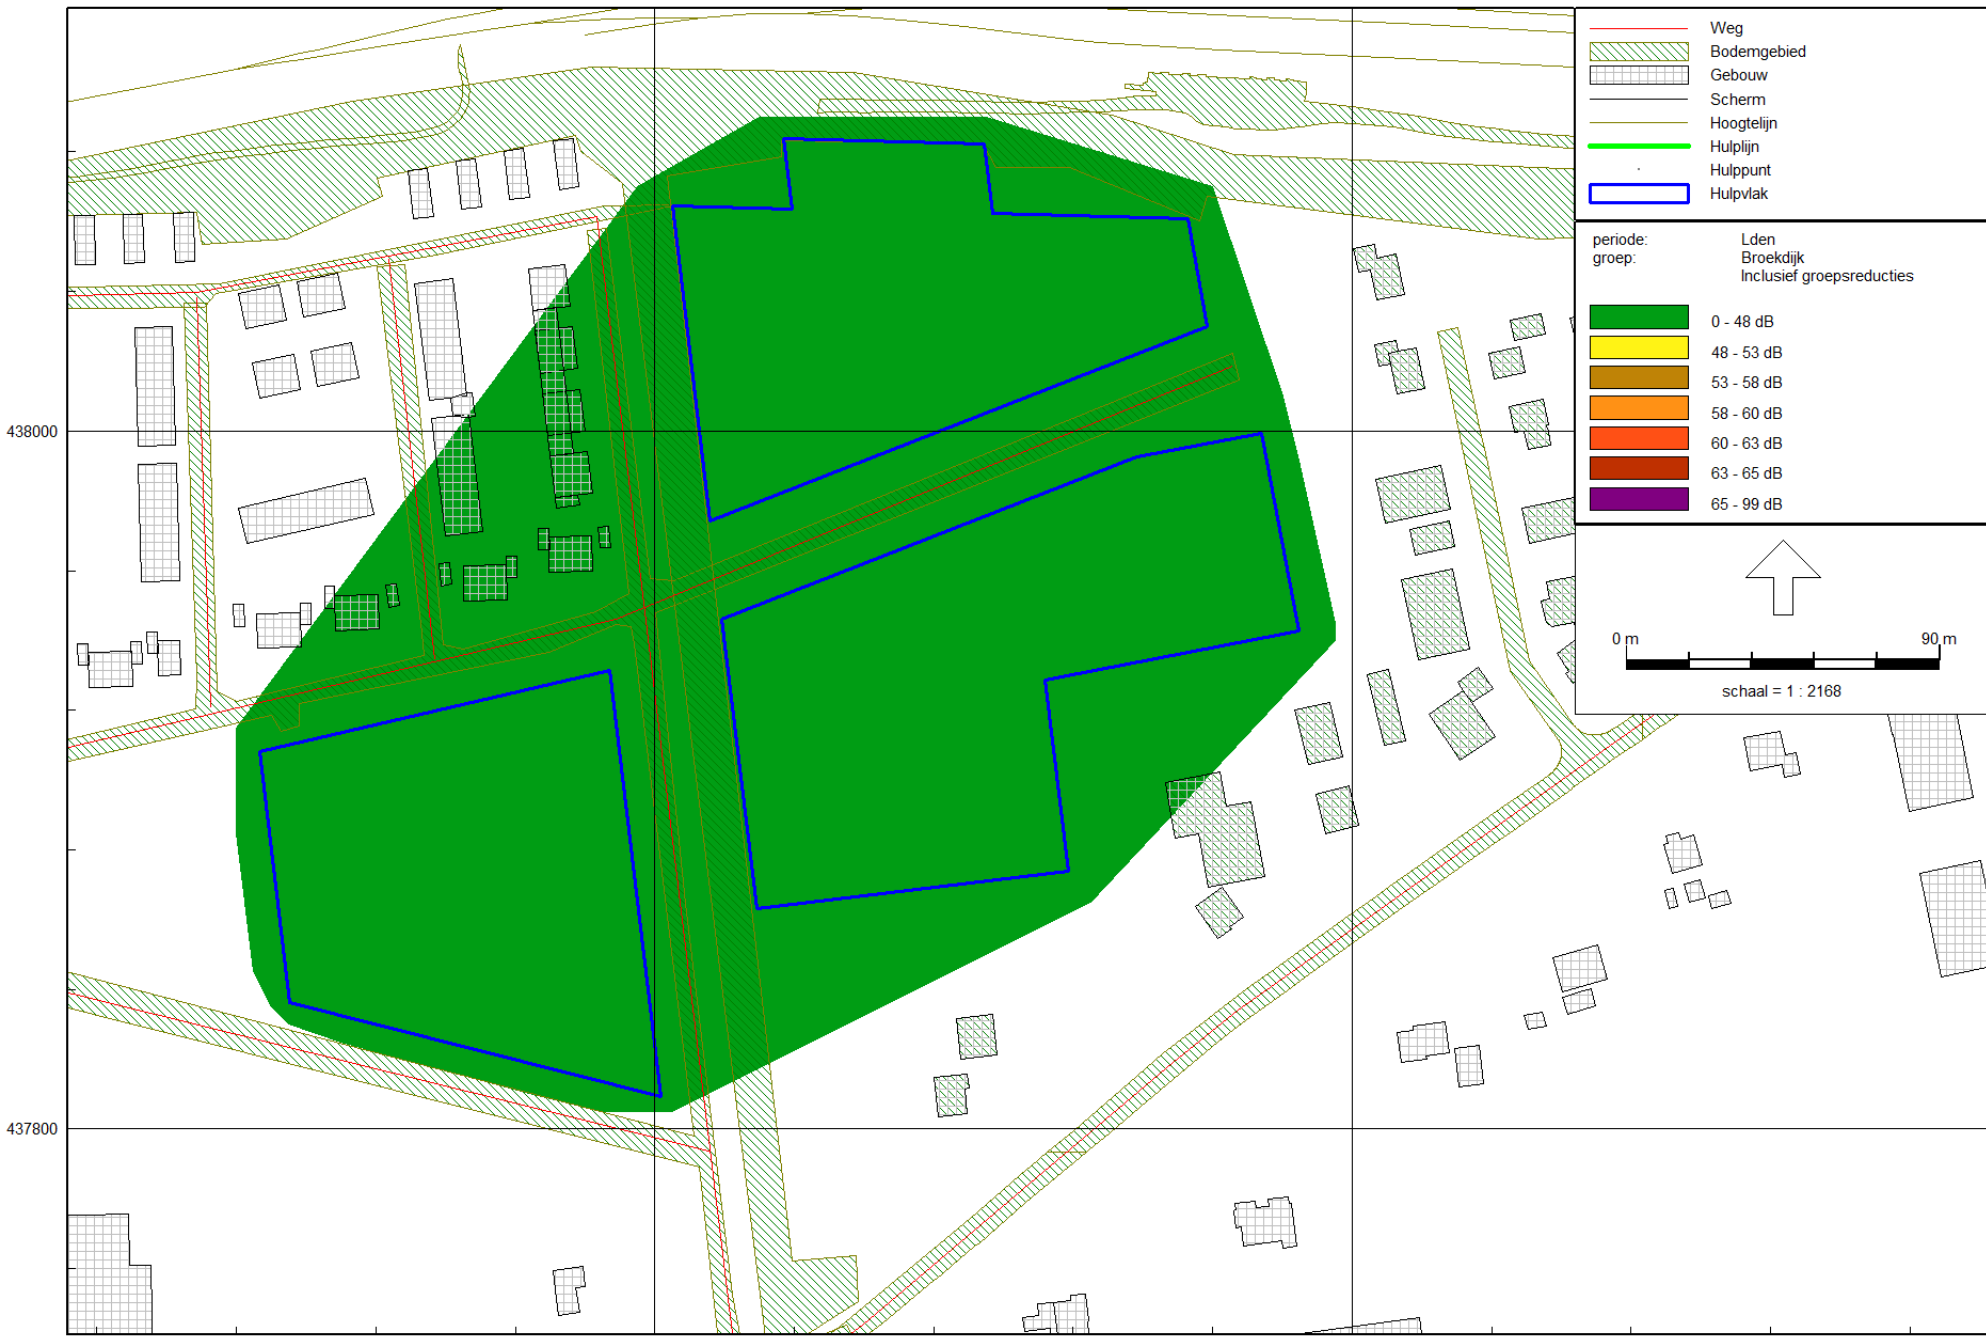 Weg
Bodemgebied
Gebouw
Scherm
Hoogtelijn
Hulplijn
Hulppunt
Hulpvlak
periode: Lden
groep: Broekdijk
Inclusief groepsreducties
0 - 48 dB
48 - 53 dB
53 - 58 dB
58 - 60 dB
60 - 63 dB
63 - 65 dB
65 - 99 dB
0 m 90 m
schaal = 1 : 2168
438000
437800